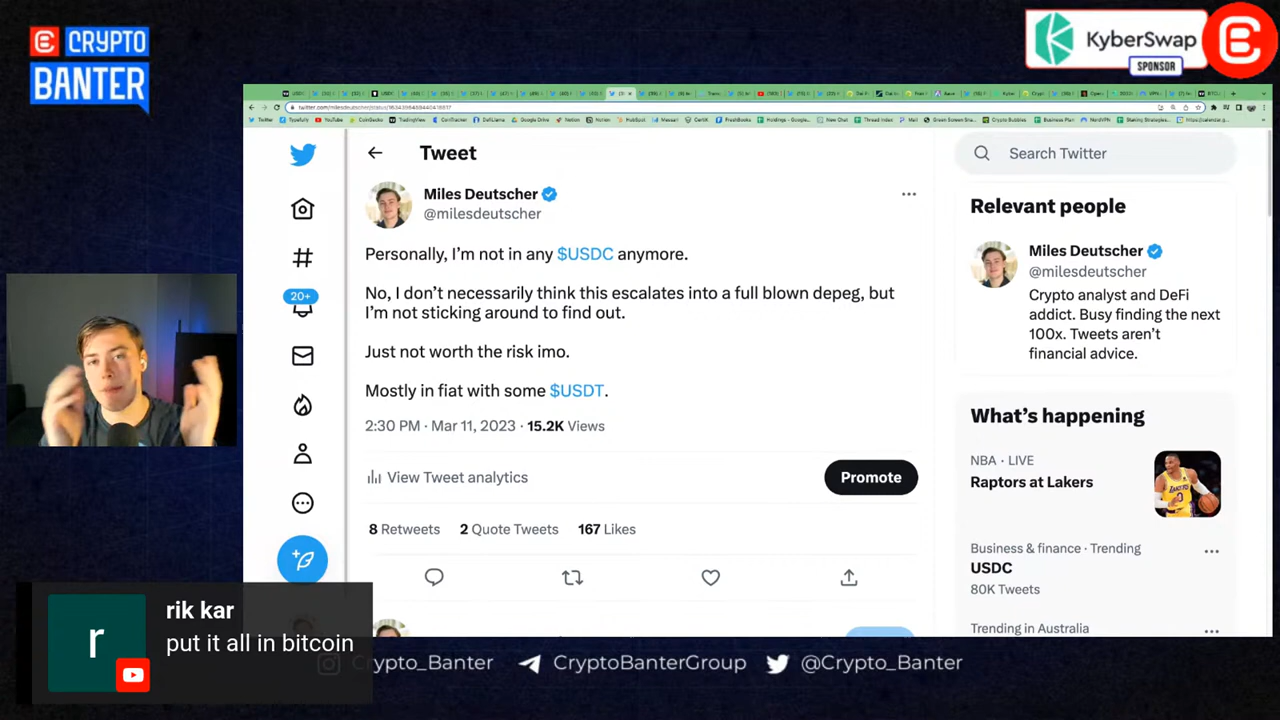 CRYPTO
BANTER
KyberSwap
SPONSOR
twitter.com/milesdeutscher/status/
Tweet
Search Twitter
Miles Deutscher
@milesdeutscher
Personally, I'm not in any $USDC anymore.
No, I don't necessarily think this escalates into a full blown depeg, but
I'm not sticking around to find out.
Just not worth the risk imo.
Mostly in fiat with some $USDT.
2:30 PM · Mar 11, 2023 · 15.2K Views
View Tweet analytics
Promote
8 Retweets 2 Quote Tweets 167 Likes
20+
Relevant people
Miles Deutscher
@milesdeutscher
Crypto analyst and DeFi
addict. Busy finding the next
100x. Tweets aren't
financial advice.
What's happening
NBA · LIVE
Raptors at Lakers
Business & finance · Trending
USDC
80K Tweets
Trending in Australia
r
rik kar
put it all in bitcoin
Crypto_Banter
CryptoBanterGroup
@Crypto_Banter